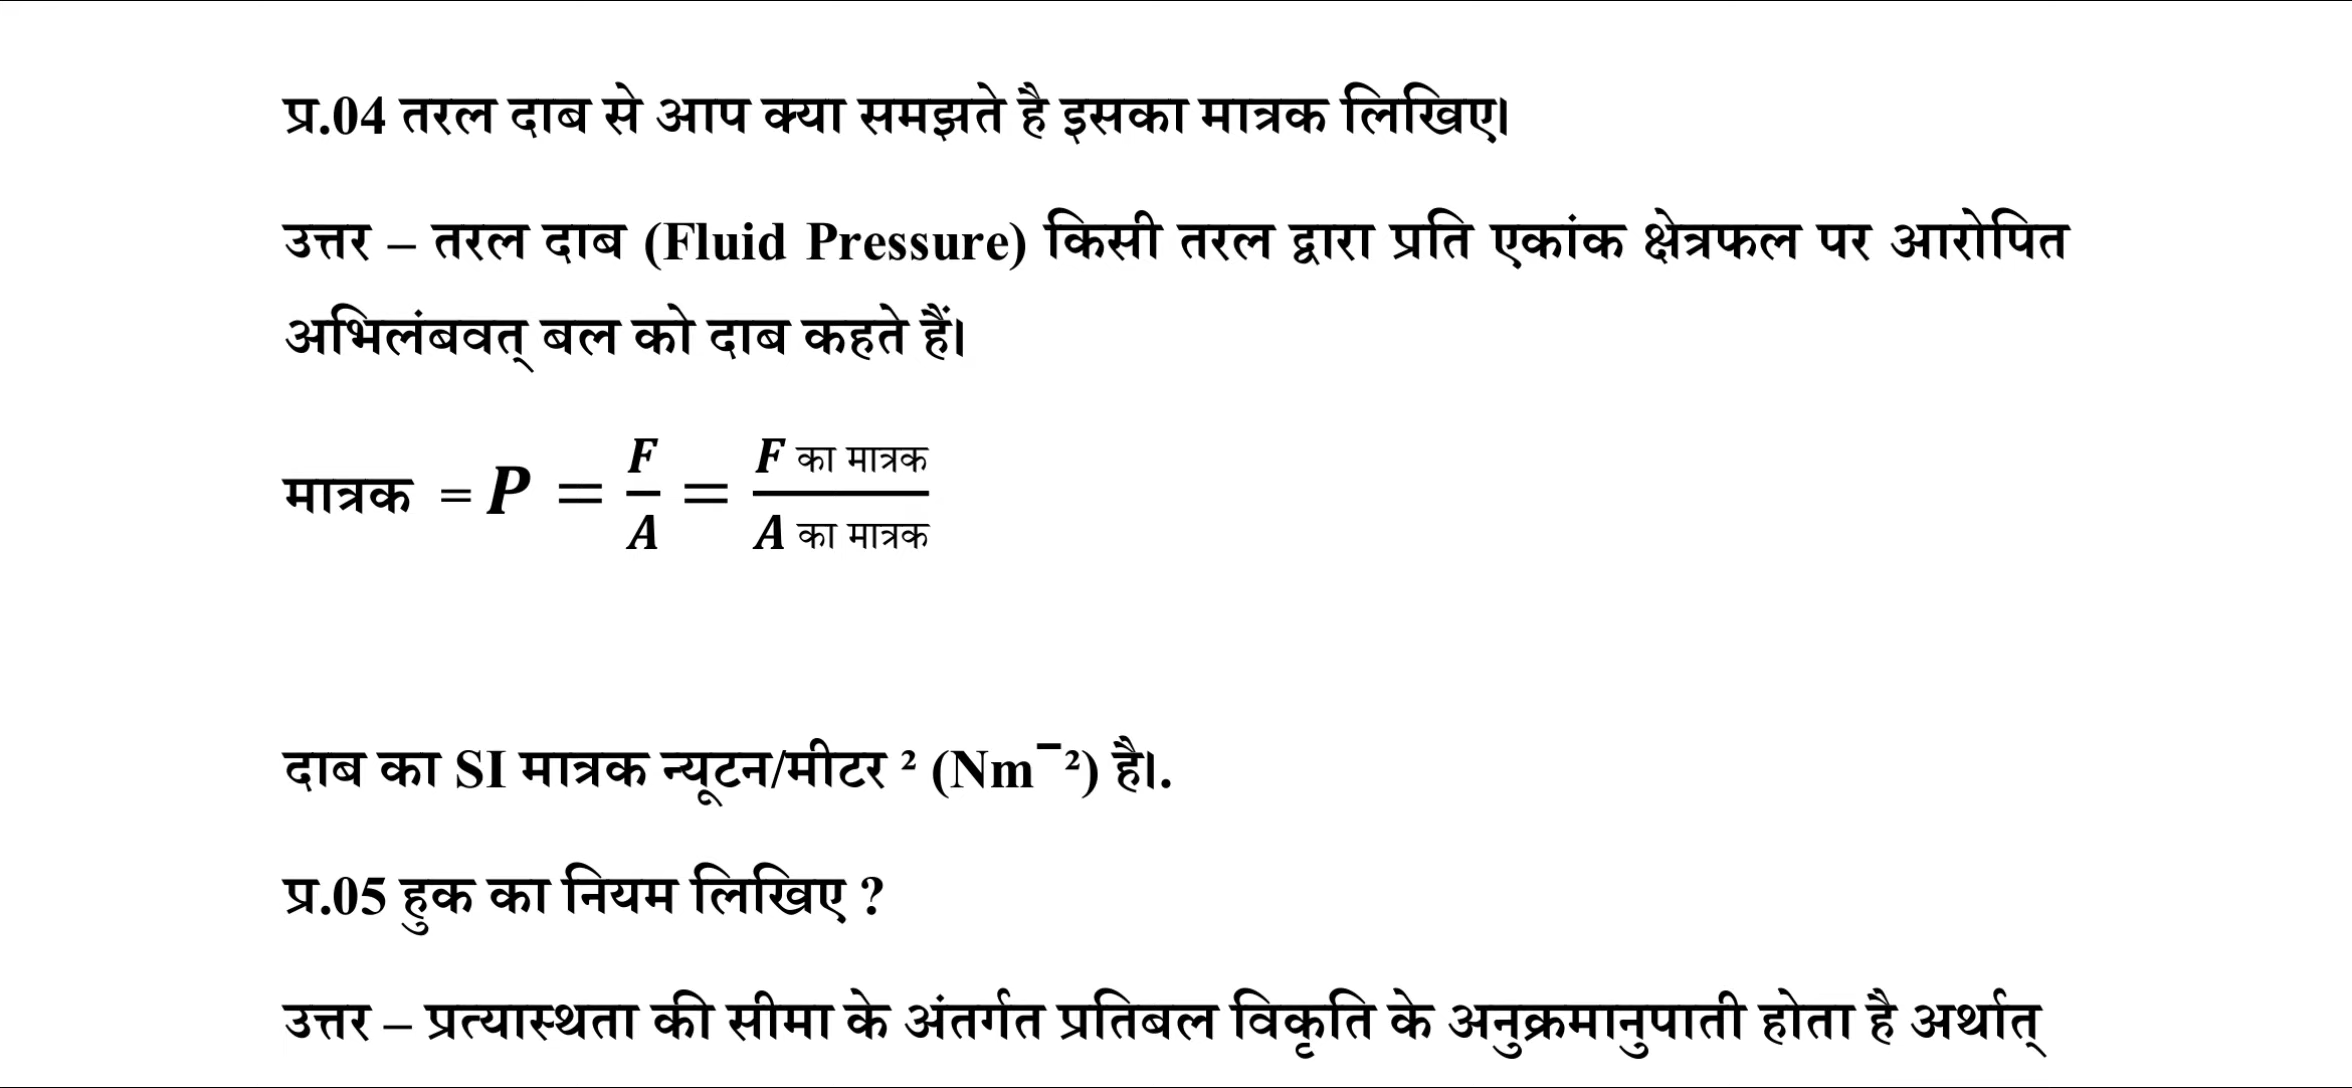 प्र.04 तरल दाब से आप क्या समझते है इसका मात्रक लिखिए।
उत्तर – तरल दाब (Fluid Pressure) किसी तरल द्वारा प्रति एकांक क्षेत्रफल पर आरोपित
अभिलंबवत् बल को दाब कहते हैं।
मात्रक = P = F/A = F का मात्रक/A का मात्रक
दाब का SI मात्रक न्यूटन/मीटर ² (Nm⁻²) है।.
प्र.05 हुक का नियम लिखिए ?
उत्तर – प्रत्यास्थता की सीमा के अंतर्गत प्रतिबल विकृति के अनुक्रमानुपाती होता है अर्थात्